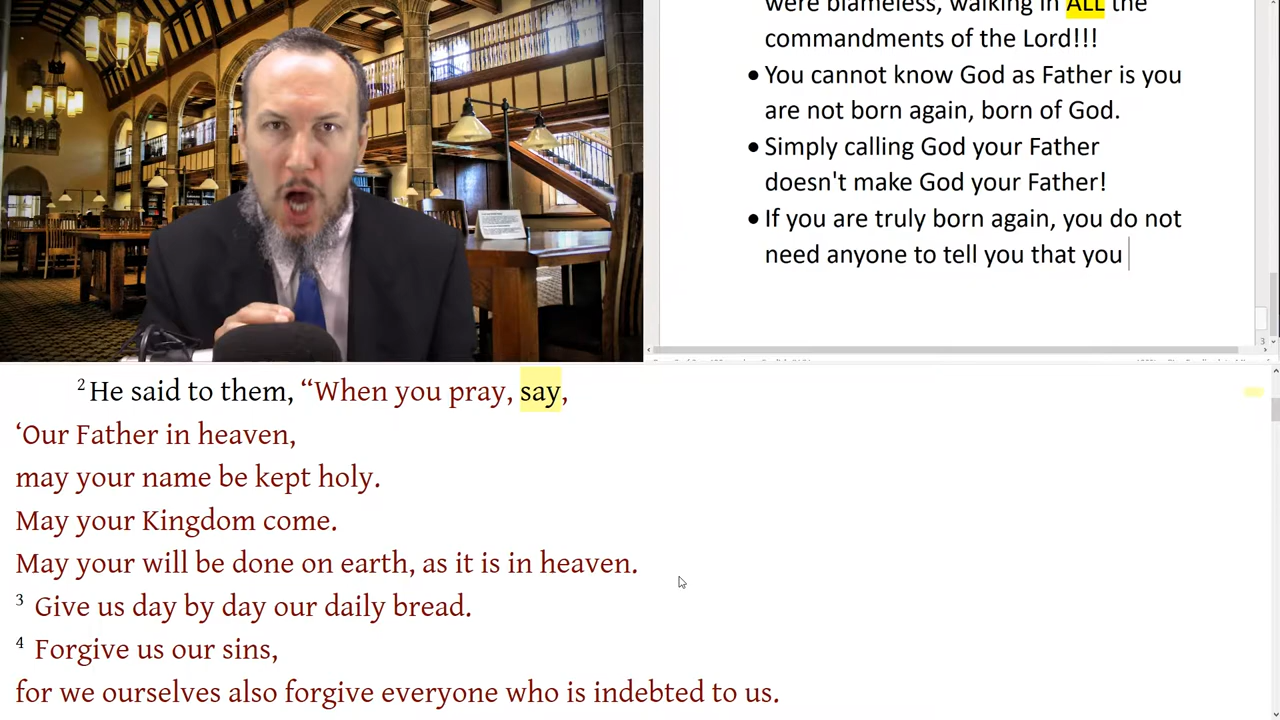 were blameless, walking in ALL the
commandments of the Lord!!!
• You cannot know God as Father is you
are not born again, born of God.
• Simply calling God your Father
doesn't make God your Father!
• If you are truly born again, you do not
need anyone to tell you that you
3
2 He said to them, “When you pray, say,
‘Our Father in heaven,
may your name be kept holy.
May your Kingdom come.
May your will be done on earth, as it is in heaven.
3 Give us day by day our daily bread.
4 Forgive us our sins,
for we ourselves also forgive everyone who is indebted to us.